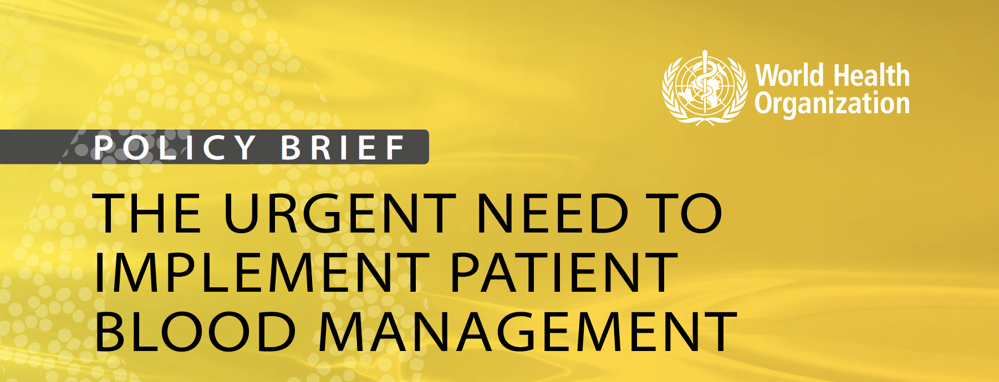 World Health
Organization
POLICY BRIEF
THE URGENT NEED TO
IMPLEMENT PATIENT
BLOOD MANAGEMENT